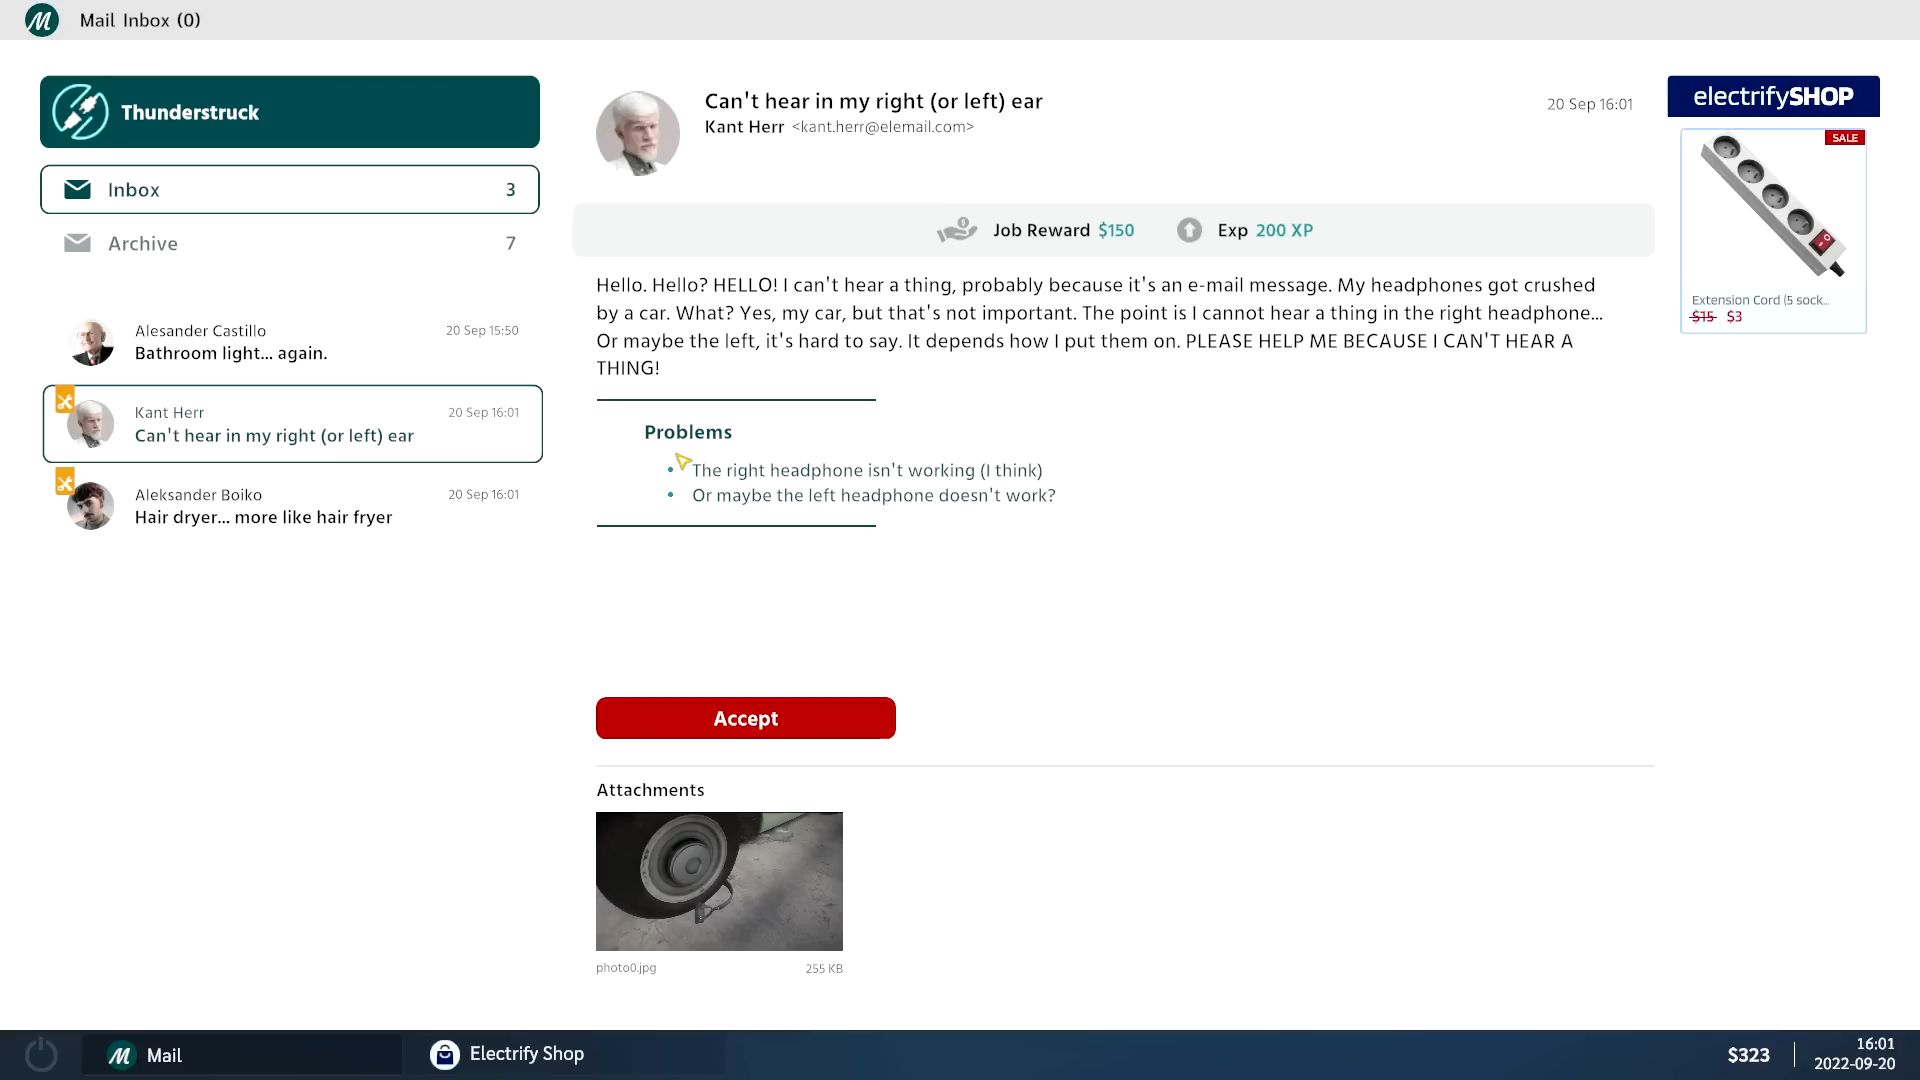 Mail Inbox (0)
Thunderstruck
Inbox 3
Archive 7
Alesander Castillo 20 Sep 15:50
Bathroom light... again.
Kant Herr 20 Sep 16:01
Can't hear in my right (or left) ear
Aleksander Boiko 20 Sep 16:01
Hair dryer... more like hair fryer
Can't hear in my right (or left) ear
Kant Herr <kant.herr@elemail.com>
20 Sep 16:01
Job Reward $150 Exp 200 XP
Hello. Hello? HELLO! I can't hear a thing, probably because it's an e-mail message. My headphones got crushed
by a car. What? Yes, my car, but that's not important. The point is I cannot hear a thing in the right headphone...
Or maybe the left, it's hard to say. It depends how I put them on. PLEASE HELP ME BECAUSE I CAN'T HEAR A
THING!
Problems
• The right headphone isn't working (I think)
• Or maybe the left headphone doesn't work?
Accept
Attachments
photo0.jpg 255 KB
electrifySHOP
SALE
Extension Cord (5 sock...
$15 $3
Mail
Electrify Shop
$323
16:01
2022-09-20